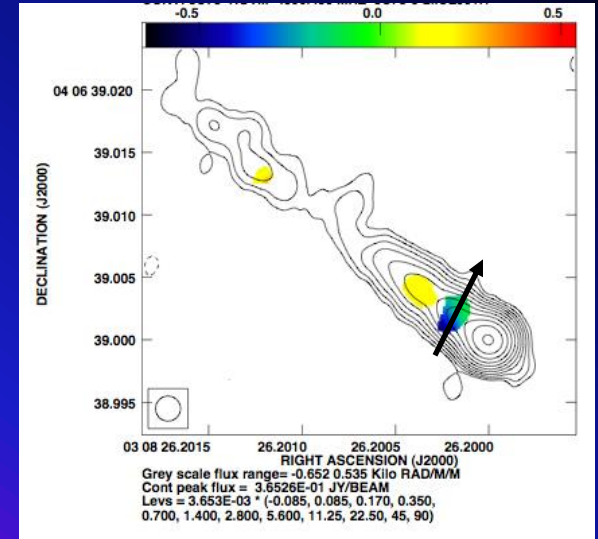 -0.5 0.0 0.5
04 06 39.020
39.015
39.010
39.005
39.000
38.995
DECLINATION (J2000)
03 08 26.2015 26.2010 26.2005 26.2000
RIGHT ASCENSION (J2000)
Grey scale flux range= -0.652 0.535 Kilo RAD/M/M
Cont peak flux = 3.6526E-01 JY/BEAM
Levs = 3.653E-03 * (-0.085, 0.085, 0.170, 0.350,
0.700, 1.400, 2.800, 5.600, 11.25, 22.50, 45, 90)